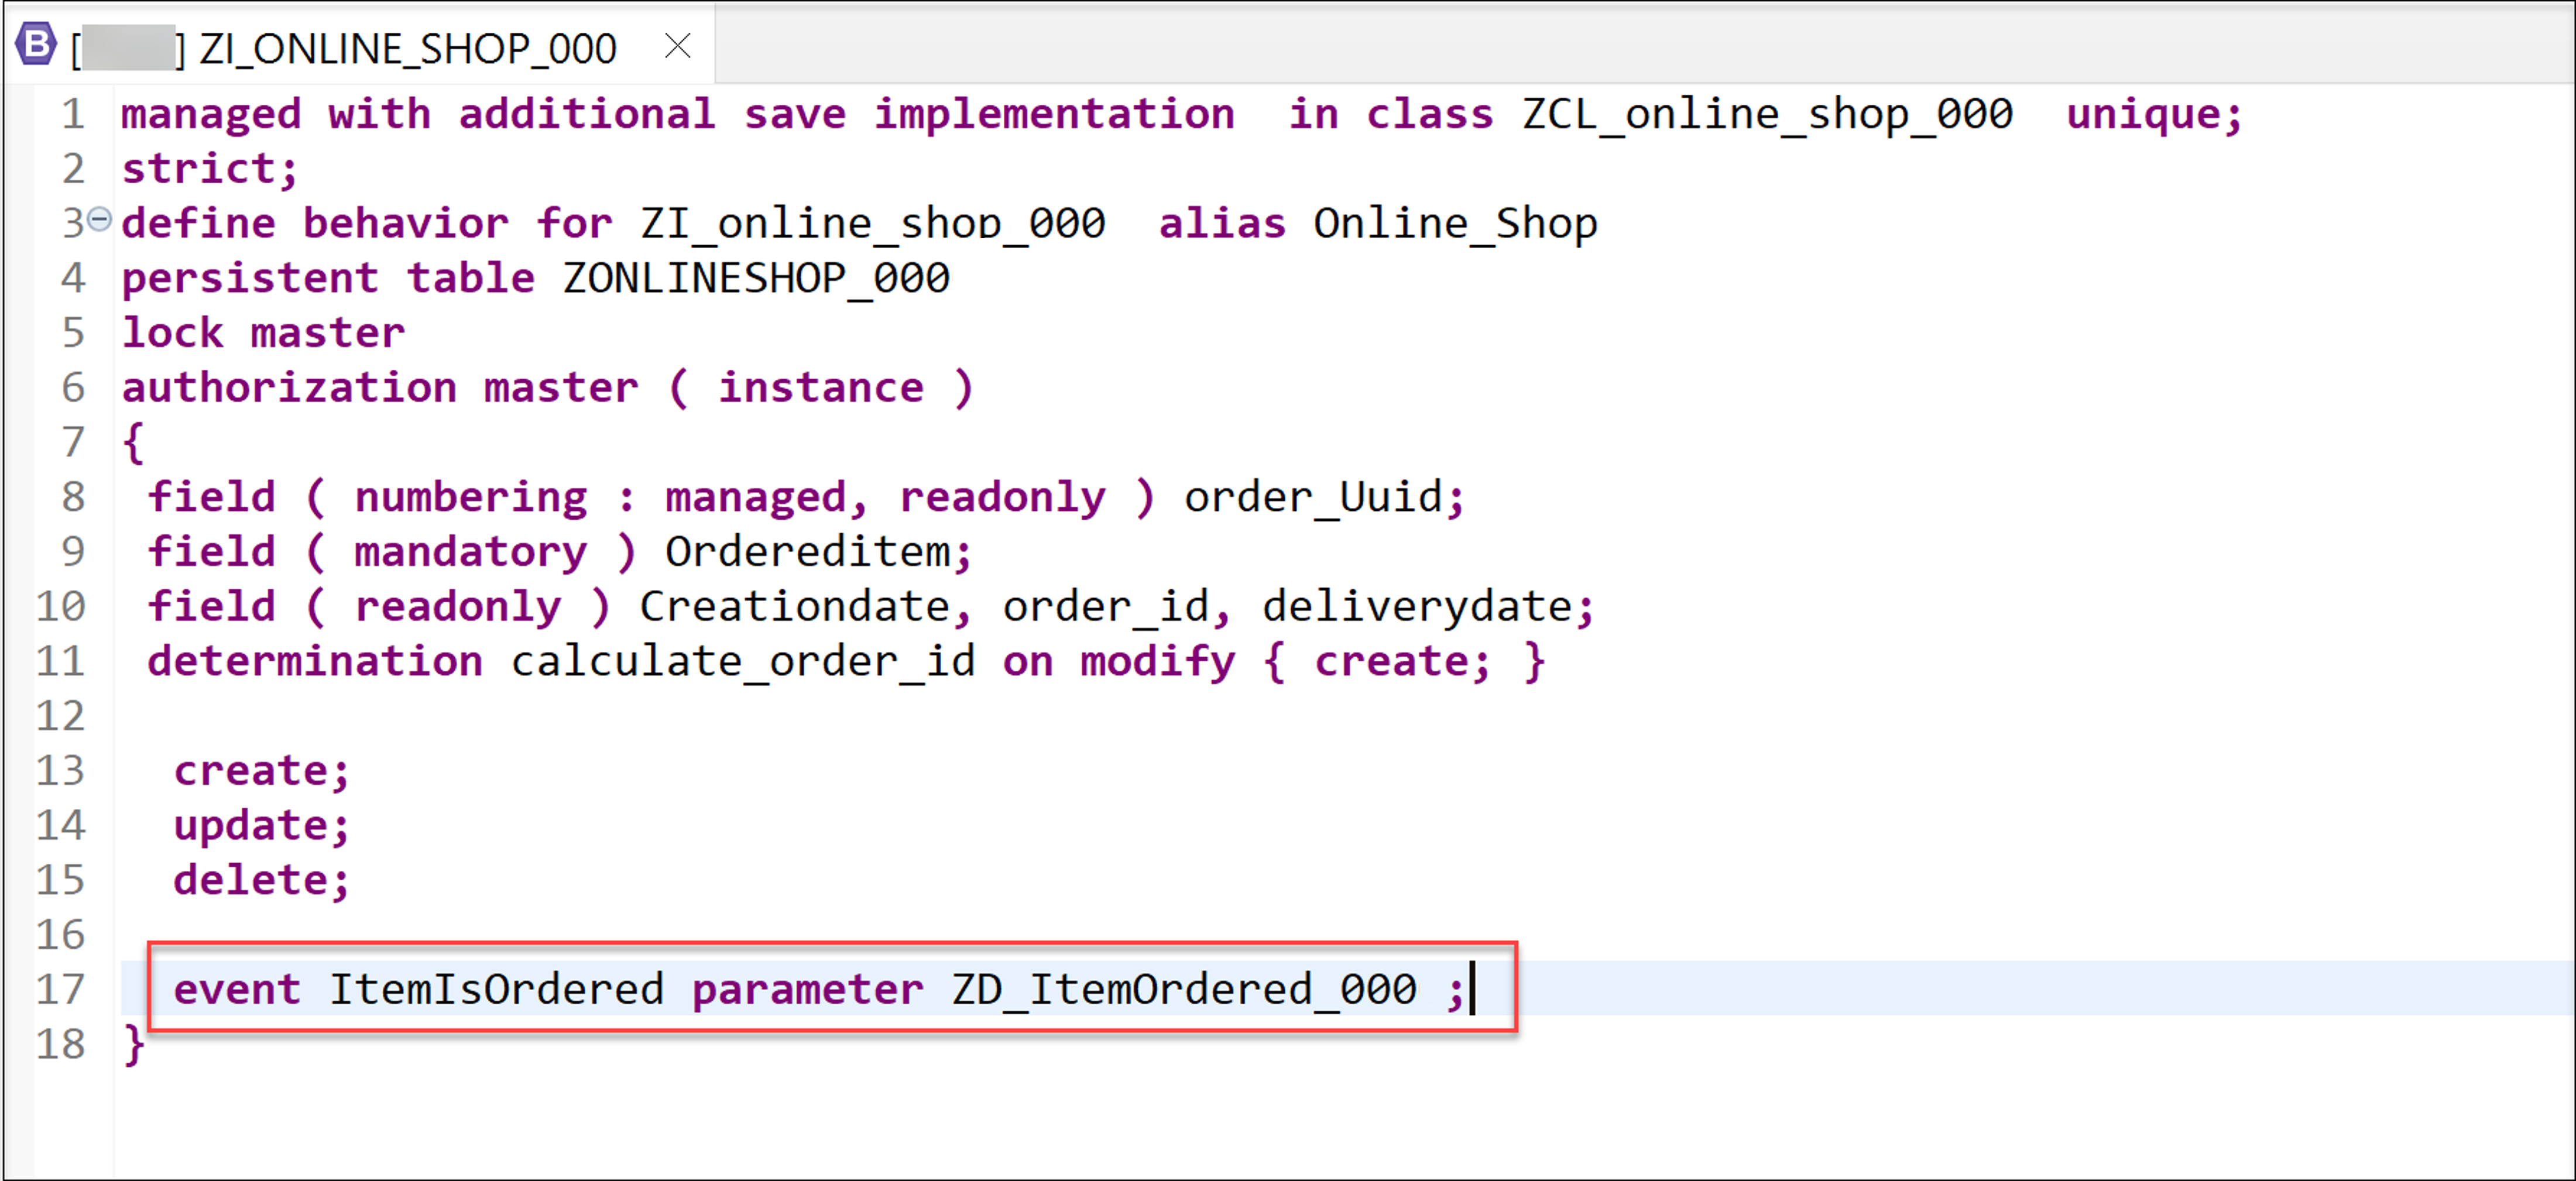 B [ ] ZI_ONLINE_SHOP_000
1 managed with additional save implementation  in class ZCL_online_shop_000  unique;
2 strict;
3 define behavior for ZI_online_shop_000  alias Online_Shop
4 persistent table ZONLINESHOP_000
5 lock master
6 authorization master ( instance )
7 {
8  field ( numbering : managed, readonly ) order_Uuid;
9  field ( mandatory ) Ordereditem;
10  field ( readonly ) Creationdate, order_id, deliverydate;
11  determination calculate_order_id on modify { create; }
12
13   create;
14   update;
15   delete;
16
17   event ItemIsOrdered parameter ZD_ItemOrdered_000 ;
18 }